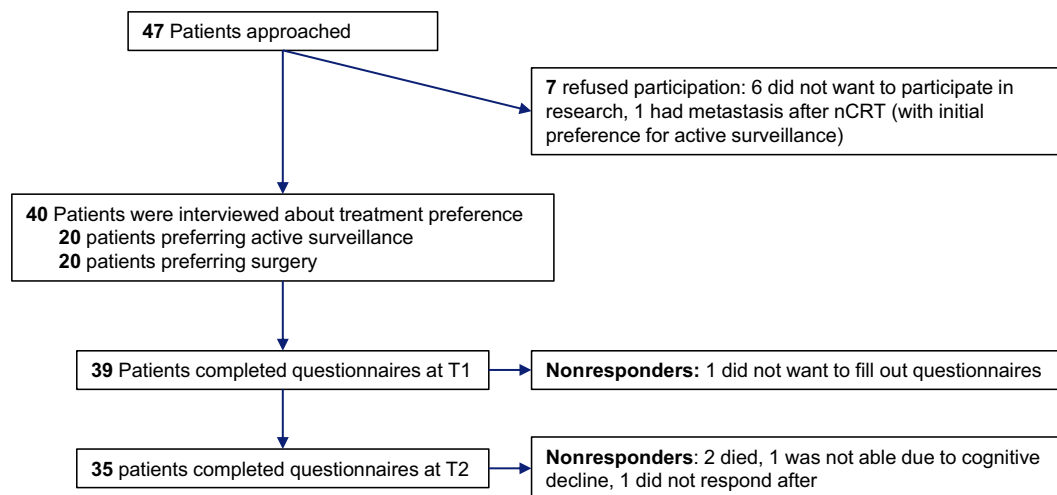 47 Patients approached
7 refused participation: 6 did not want to participate in
research, 1 had metastasis after nCRT (with initial
preference for active surveillance)
40 Patients were interviewed about treatment preference
20 patients preferring active surveillance
20 patients preferring surgery
39 Patients completed questionnaires at T1
Nonresponders: 1 did not want to fill out questionnaires
35 patients completed questionnaires at T2
Nonresponders: 2 died, 1 was not able due to cognitive
decline, 1 did not respond after